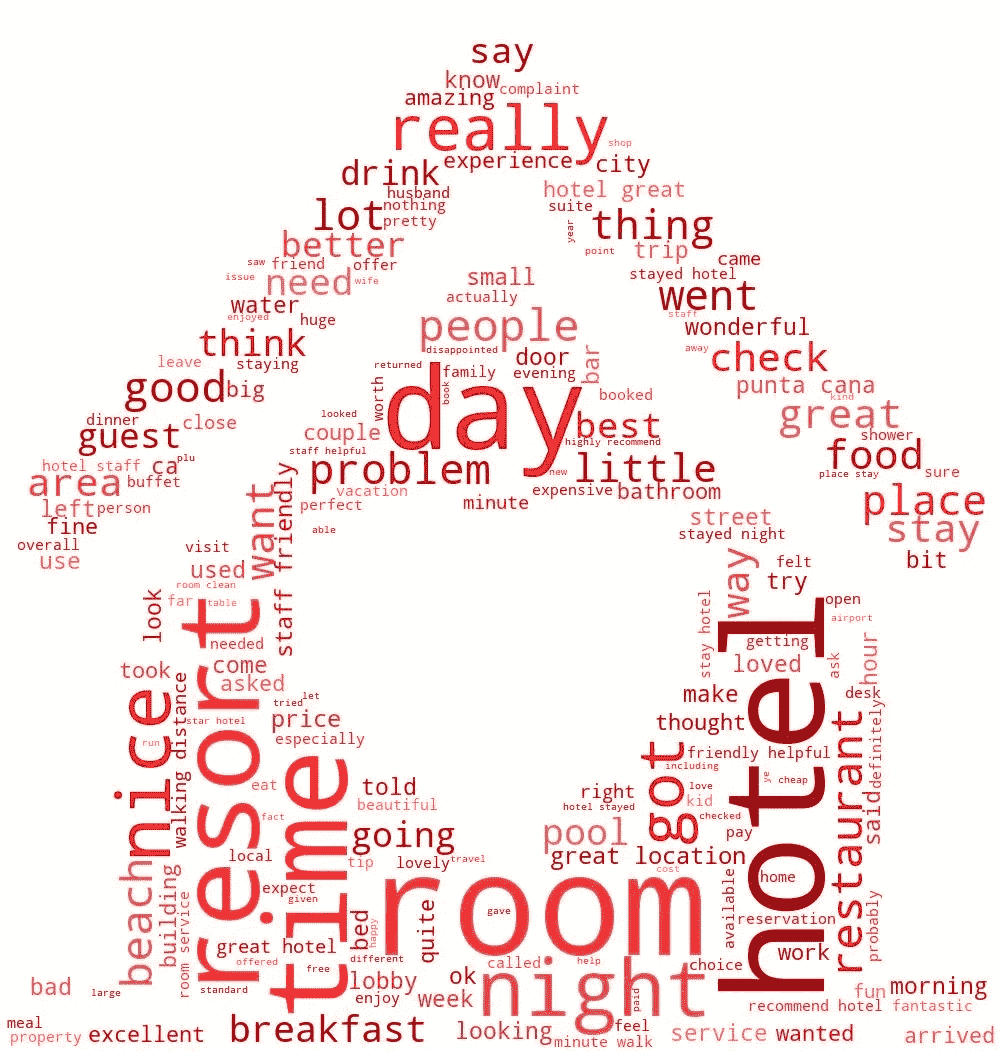 say
know
complaint
amazing
really
shop
experience
city
drink
husband
hotel great
nothing
suite
lot
pretty
year
thing
better
point
trip
came
saw
friend
offer
stayed hotel
issue
need
wife
small
went
actually
water
enjoyed
huge
people
staff
wonderful
think
disappointed
door
bar
away
check
leave
staying
returned
family
evening
good
big
worth
book
day
booked
punta cana
kind
dinner
close
looked
best
great
guest
couple
highly recommend
shower
staff helpful
food
hotel staff
ca
plu
problem
new
little
place stay
sure
area
buffet
vacation
expensive
bathroom
left
person
perfect
minute
place
fine
able
street
stay
overall
visit
want
staff friendly
stayed night
bit
use
used
way
felt
room clean
try
look
far
table
resort
hotel
open
stay hotel
airport
needed
getting
took
come
loved
ask
hour
asked
let
make
desk
nice
walking distance
star hotel
tried
price
thought
run
especially
friendly helpful
definitely
time
got
including
restaurant
eat
told
right
love
ye
cheap
beautiful
hotel stayed
kid
said
fact
checked
going
pool
pay
local
tip
lovely
travel
great location
beach
building
cost
home
room service
expect
given
room
available
bed
happy
quite
gave
reservation
probably
great hotel
work
offered
different
called
help
choice
free
ok
bad
large
standard
lobby
night
fun
morning
enjoy
week
paid
recommend hotel
fantastic
meal
property
excellent
breakfast
looking
feel
minute walk
service
wanted
arrived